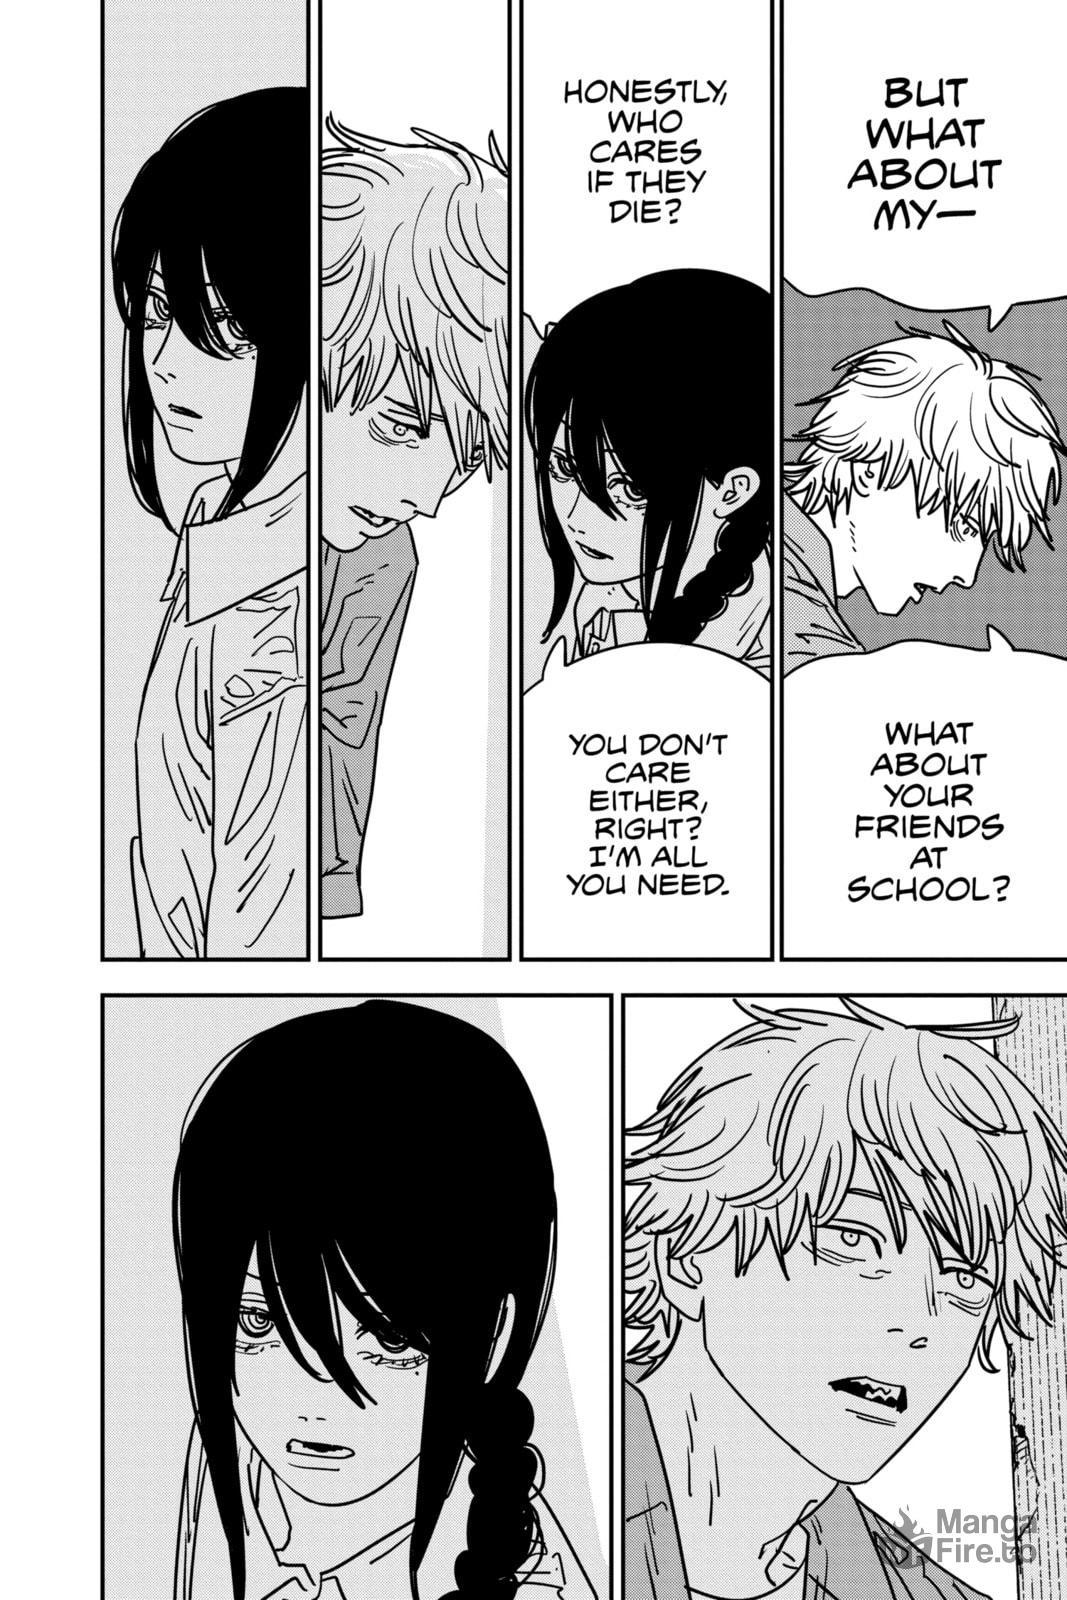 BUT
WHAT
ABOUT
MY—
WHAT
ABOUT
YOUR
FRIENDS
AT
SCHOOL?
HONESTLY,
WHO
CARES
IF THEY
DIE?
YOU DON'T
CARE
EITHER,
RIGHT?
I'M ALL
YOU NEED.
Manga
Fire.to